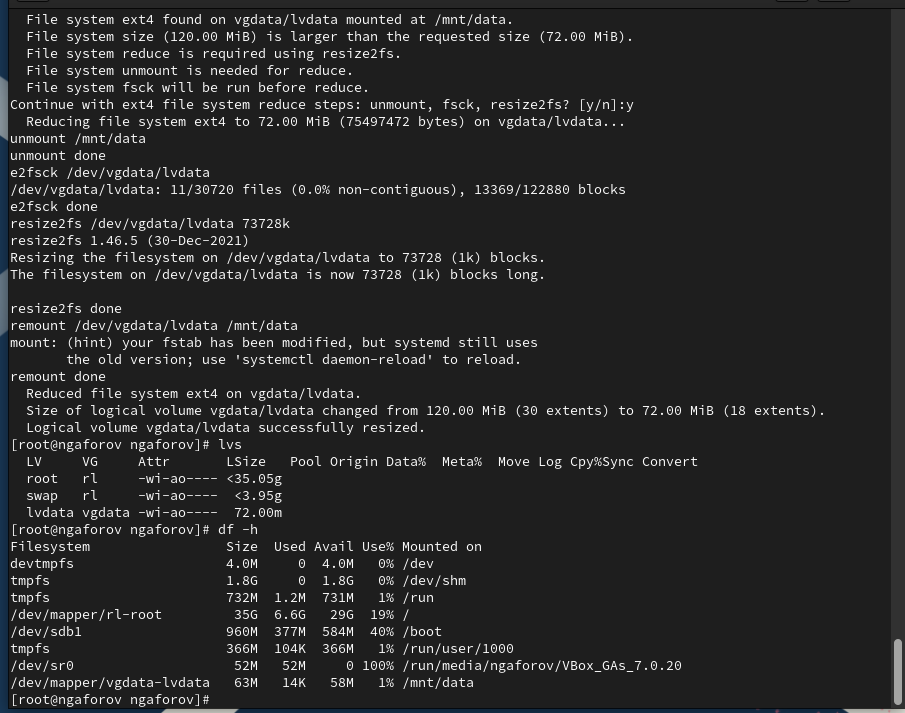 File system ext4 found on vgdata/lvdata mounted at /mnt/data.
File system size (120.00 MiB) is larger than the requested size (72.00 MiB).
File system reduce is required using resize2fs.
File system unmount is needed for reduce.
File system fsck will be run before reduce.
Continue with ext4 file system reduce steps: unmount, fsck, resize2fs? [y/n]:y
Reducing file system ext4 to 72.00 MiB (75497472 bytes) on vgdata/lvdata...
unmount /mnt/data
unmount done
e2fsck /dev/vgdata/lvdata
/dev/vgdata/lvdata: 11/30720 files (0.0% non-contiguous), 13369/122880 blocks
e2fsck done
resize2fs /dev/vgdata/lvdata 73728k
resize2fs 1.46.5 (30-Dec-2021)
Resizing the filesystem on /dev/vgdata/lvdata to 73728 (1k) blocks.
The filesystem on /dev/vgdata/lvdata is now 73728 (1k) blocks long.
resize2fs done
remount /dev/vgdata/lvdata /mnt/data
mount: (hint) your fstab has been modified, but systemd still uses
the old version; use 'systemctl daemon-reload' to reload.
remount done
Reduced file system ext4 on vgdata/lvdata.
Size of logical volume vgdata/lvdata changed from 120.00 MiB (30 extents) to 72.00 MiB (18 extents).
Logical volume vgdata/lvdata successfully resized.
[root@ngaforov ngaforov]# lvs
LV     VG     Attr       LSize   Pool Origin Data%  Meta%  Move Log Cpy%Sync Convert
root   rl     -wi-ao---- <35.05g
swap   rl     -wi-ao----  <3.95g
lvdata vgdata -wi-ao----  72.00m
[root@ngaforov ngaforov]# df -h
Filesystem                 Size  Used Avail Use% Mounted on
devtmpfs                   4.0M     0  4.0M   0% /dev
tmpfs                      1.8G     0  1.8G   0% /dev/shm
tmpfs                      732M  1.2M  731M   1% /run
/dev/mapper/rl-root         35G  6.6G   29G  19% /
/dev/sdb1                  960M  377M  584M  40% /boot
tmpfs                      366M  104K  366M   1% /run/user/1000
/dev/sr0                    52M   52M     0 100% /run/media/ngaforov/VBox_GAs_7.0.20
/dev/mapper/vgdata-lvdata   63M   14K   58M   1% /mnt/data
[root@ngaforov ngaforov]#